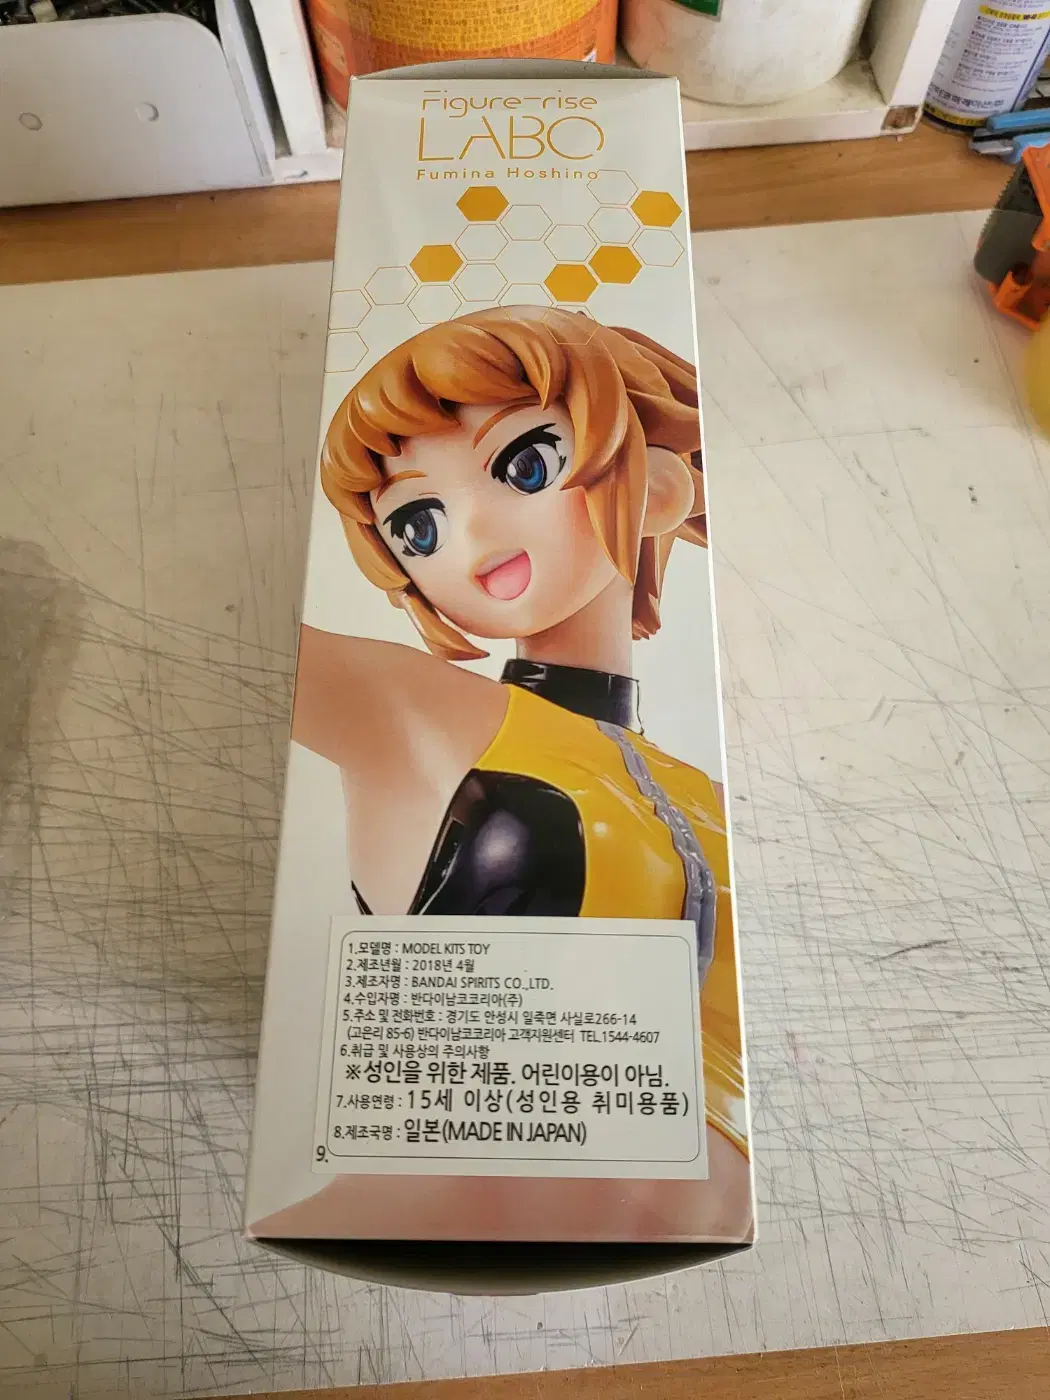 Figure-rise
LABO
Fumina Hoshino
1.모델명 : MODEL KITS TOY
2.제조년월 : 2018년 4월
3.제조자명 : BANDAI SPIRITS CO.,LTD.
4.수입자명 : 반다이남코코리아(주)
5.주소 및 전화번호 : 경기도 안성시 일죽면 사실로266-14
(고은리 85-6) 반다이남코코리아 고객지원센터 TEL.1544-4607
6.취급 및 사용상의 주의사항
※성인을 위한 제품. 어린이용이 아님.
7.사용연령 : 15세 이상(성인용 취미용품)
8.제조국명 : 일본(MADE IN JAPAN)
9.